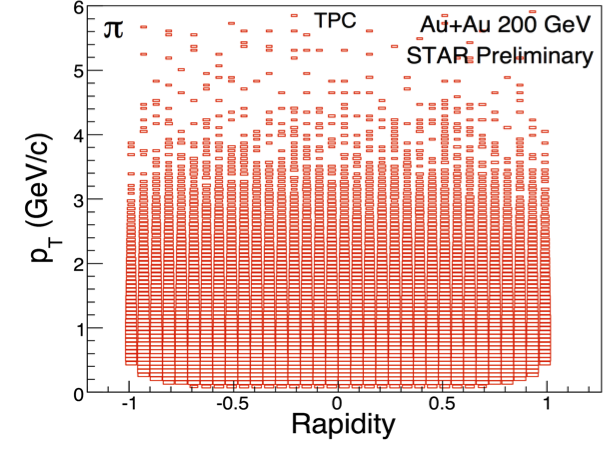 π
TPC
Au+Au 200 GeV
STAR Preliminary
6
5
4
3
2
1
0
p_T (GeV/c)
-1
-0.5
0
0.5
1
Rapidity